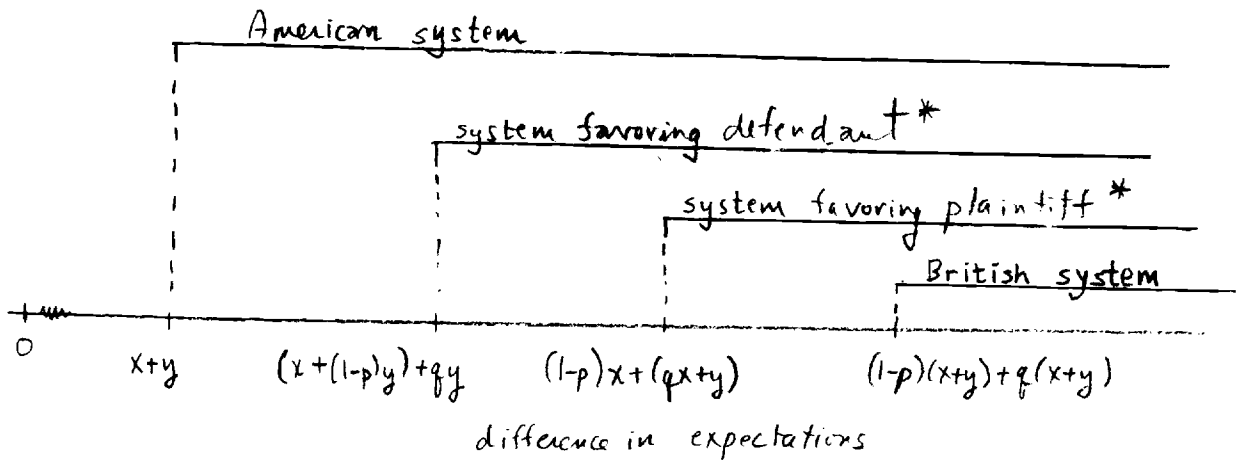 American system
system favoring defendant*
system favoring plaintiff*
British system
0
x+y
(x+(1-p)y)+qy
(1-p)x+(qx+y)
(1-p)(x+y)+q(x+y)
difference in expectations